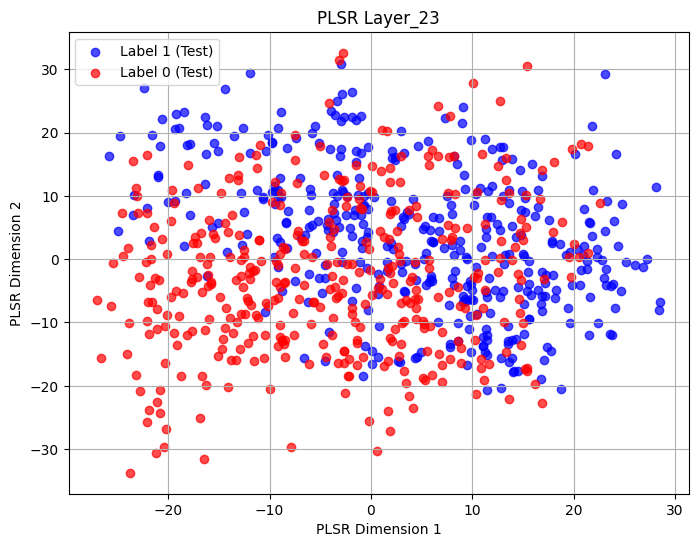 PLSR Layer_23
Label 1 (Test)
Label 0 (Test)
PLSR Dimension 2
30
20
10
0
−10
−20
−30
−20
−10
0
10
20
30
PLSR Dimension 1